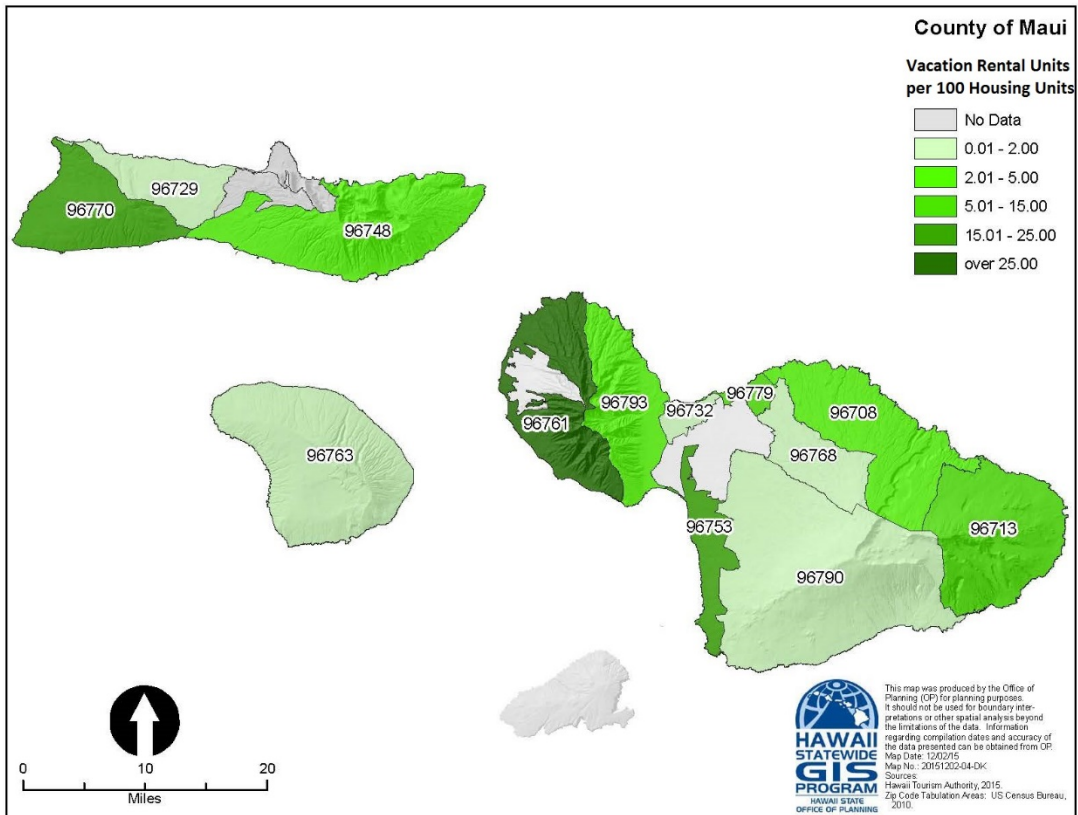 County of Maui
Vacation Rental Units
per 100 Housing Units
No Data
0.01 - 2.00
2.01 - 5.00
5.01 - 15.00
15.01 - 25.00
over 25.00
96729
96770
96748
96779
96793
96732
96708
96761
96768
96763
96753
96713
96790
0 10 20
Miles
HAWAII
STATEWIDE
GIS
PROGRAM
HAWAII STATE
OFFICE OF PLANNING
This map was produced by the Office of
Planning (OP) for planning purposes.
It should not be used for boundary inter-
pretations or other spatial analysis beyond
the limitations of the data. Information
regarding compilation dates and accuracy of
the data presented can be obtained from OP.
Map Date: 12/02/15
Map No.: 20151202-04-DK
Sources:
Hawaii Tourism Authority, 2015.
Zip Code Tabulation Areas: US Census Bureau,
2010.